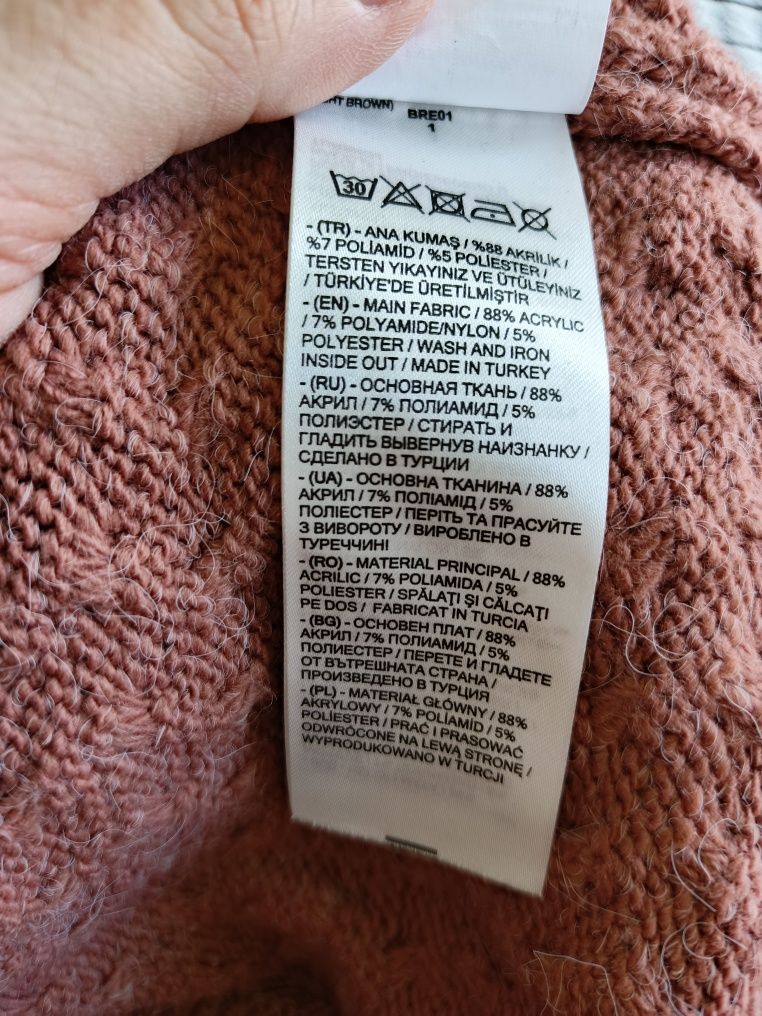 HT BROWN) BRE01
1
30
- (TR) - ANA KUMAŞ / %88 AKRİLİK /
%7 POLİAMİD / %5 POLİESTER /
TERSTEN YIKAYINIZ VE ÜTÜLEYİNİZ
/ TÜRKİYE'DE ÜRETİLMİŞTİR
- (EN) - MAIN FABRIC / 88% ACRYLIC
/ 7% POLYAMIDE/NYLON / 5%
POLYESTER / WASH AND IRON
INSIDE OUT / MADE IN TURKEY
- (RU) - ОСНОВНАЯ ТКАНЬ / 88%
АКРИЛ / 7% ПОЛИАМИД / 5%
ПОЛИЭСТЕР / СТИРАТЬ И
ГЛАДИТЬ ВЫВЕРНУВ НАИЗНАНКУ /
СДЕЛАНО В ТУРЦИИ
- (UA) - ОСНОВНА ТКАНИНА / 88%
АКРИЛ / 7% ПОЛІАМІД / 5%
ПОЛІЕСТЕР / ПЕРІТЬ ТА ПРАСУЙТЕ
З ВИВОРОТУ / ВИРОБЛЕНО В
ТУРЕЧЧИНІ
- (RO) - MATERIAL PRINCIPAL / 88%
ACRILIC / 7% POLIAMIDA / 5%
POLIESTER / SPĂLAȚI ȘI CĂLCAȚI
PE DOS / FABRICAT IN TURCIA
- (BG) - ОСНОВЕН ПЛАТ / 88%
АКРИЛ / 7% ПОЛИАМИД / 5%
ПОЛИЕСТЕР / ПЕРЕТЕ И ГЛАДЕТЕ
ОТ ВЪТРЕШНАТА СТРАНА /
ПРОИЗВЕДЕНО В ТУРЦИЯ
- (PL) - MATERIAŁ GŁÓWNY / 88%
AKRYLOWY / 7% POLÍAMÍD / 5%
POLİESTER / PRAĆ I PRASOWAĆ
ODWRÓCONE NA LEWĄ STRONĘ /
WYPRODUKOWANO W TURCJI